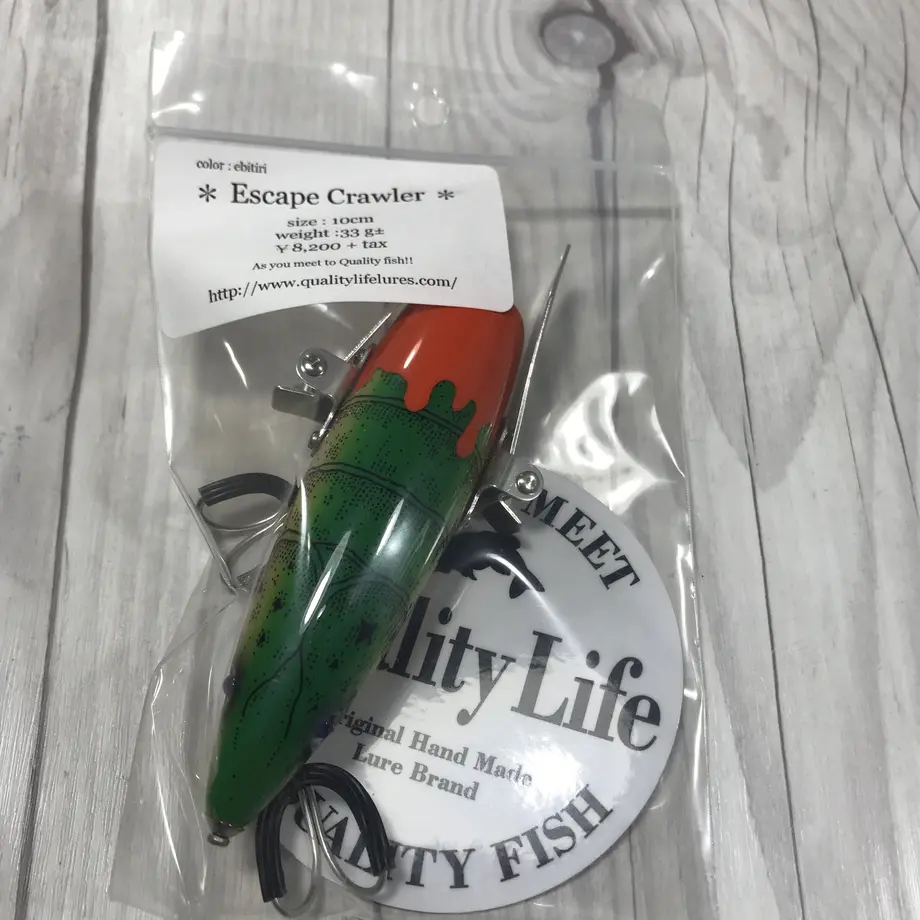 color : ebitiri
* Escape Crawler *
size : 10cm
weight :33 g±
¥8,200 + tax
As you meet to Quality fish!!
http://www.qualitylifelures.com/
MEET
ality Life
riginal Hand Made
Lure Brand
UALITY FISH